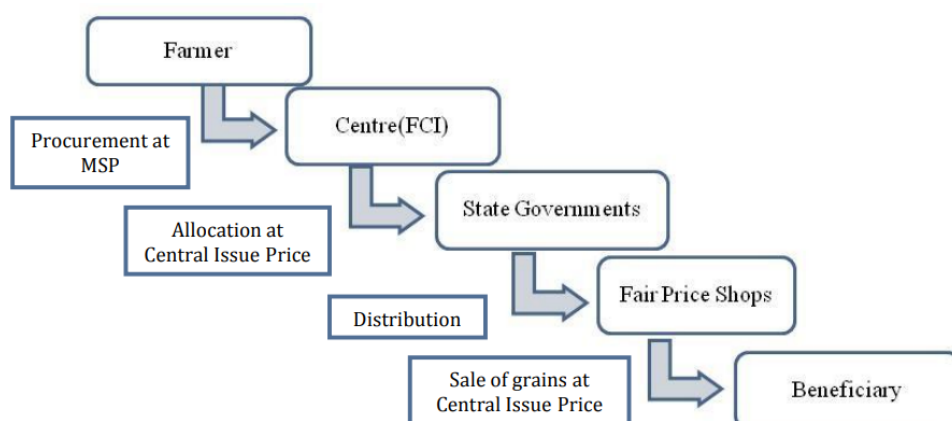 Farmer
Procurement at
MSP
Centre(FCI)
Allocation at
Central Issue Price
State Governments
Distribution
Fair Price Shops
Sale of grains at
Central Issue Price
Beneficiary